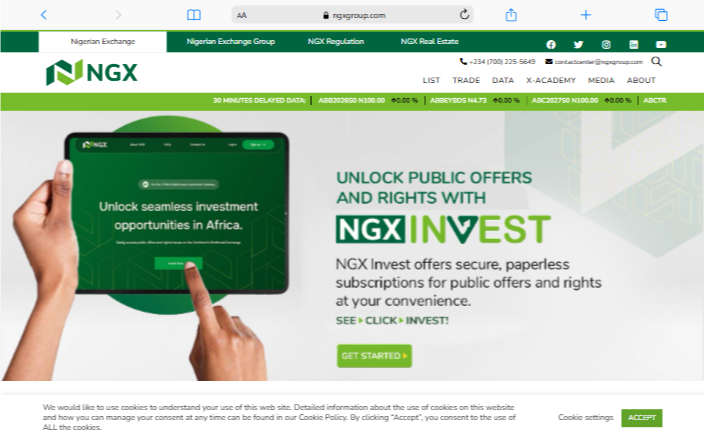 AA
ngxgroup.com
Nigerian Exchange
Nigerian Exchange Group
NGX Regulation
NGX Real Estate
+234 (700) 225-5649
contactcenter@ngxgroup.com
NGX
LIST TRADE DATA X-ACADEMY MEDIA ABOUT
30 MINUTES DELAYED DATA: ABB2026S0 N100.00 0.00 % ABBEYBDS N4.73 0.00 % ABC2027S0 N100.00 0.00 % ABCTR
NGX
About NGX
FAQs
Contact Us
Log In
Sign Up
Unlock seamless investment
opportunities in Africa.
UNLOCK PUBLIC OFFERS
AND RIGHTS WITH
NGX INVEST
NGX Invest offers secure, paperless
subscriptions for public offers and rights
at your convenience.
SEE CLICK INVEST!
GET STARTED
We would like to use cookies to understand your use of this web site. Detailed information about the use of cookies on this website
and how you can manage your consent at any time can be found in our Cookie Policy. By clicking "Accept", you consent to the use of
ALL the cookies.
Cookie settings
ACCEPT